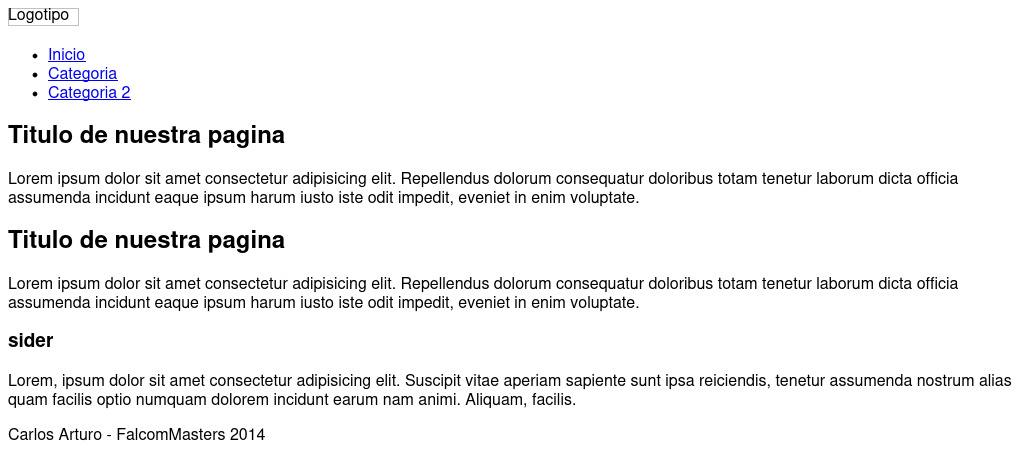 Logotipo
Inicio
Categoria
Categoria 2
Titulo de nuestra pagina
Lorem ipsum dolor sit amet consectetur adipisicing elit. Repellendus dolorum consequatur doloribus totam tenetur laborum dicta officia
assumenda incidunt eaque ipsum harum iusto iste odit impedit, eveniet in enim voluptate.
Titulo de nuestra pagina
Lorem ipsum dolor sit amet consectetur adipisicing elit. Repellendus dolorum consequatur doloribus totam tenetur laborum dicta officia
assumenda incidunt eaque ipsum harum iusto iste odit impedit, eveniet in enim voluptate.
sider
Lorem, ipsum dolor sit amet consectetur adipisicing elit. Suscipit vitae aperiam sapiente sunt ipsa reiciendis, tenetur assumenda nostrum alias
quam facilis optio numquam dolorem incidunt earum nam animi. Aliquam, facilis.
Carlos Arturo - FalcomMasters 2014